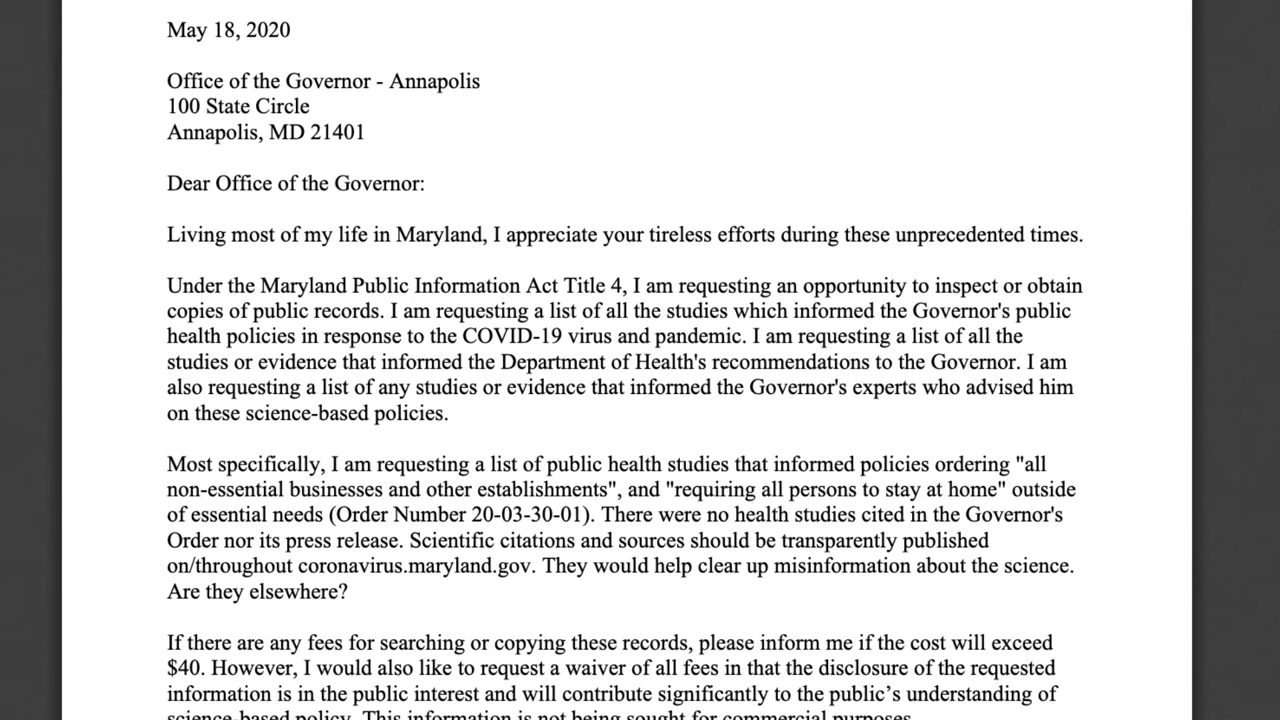 May 18, 2020
Office of the Governor - Annapolis
100 State Circle
Annapolis, MD 21401
Dear Office of the Governor:
Living most of my life in Maryland, I appreciate your tireless efforts during these unprecedented times.
Under the Maryland Public Information Act Title 4, I am requesting an opportunity to inspect or obtain
copies of public records. I am requesting a list of all the studies which informed the Governor's public
health policies in response to the COVID-19 virus and pandemic. I am requesting a list of all the
studies or evidence that informed the Department of Health's recommendations to the Governor. I am
also requesting a list of any studies or evidence that informed the Governor's experts who advised him
on these science-based policies.
Most specifically, I am requesting a list of public health studies that informed policies ordering "all
non-essential businesses and other establishments", and "requiring all persons to stay at home" outside
of essential needs (Order Number 20-03-30-01). There were no health studies cited in the Governor's
Order nor its press release. Scientific citations and sources should be transparently published
on/throughout coronavirus.maryland.gov. They would help clear up misinformation about the science.
Are they elsewhere?
If there are any fees for searching or copying these records, please inform me if the cost will exceed
$40. However, I would also like to request a waiver of all fees in that the disclosure of the requested
information is in the public interest and will contribute significantly to the public’s understanding of
science-based policy. This information is not being sought for commercial purposes.